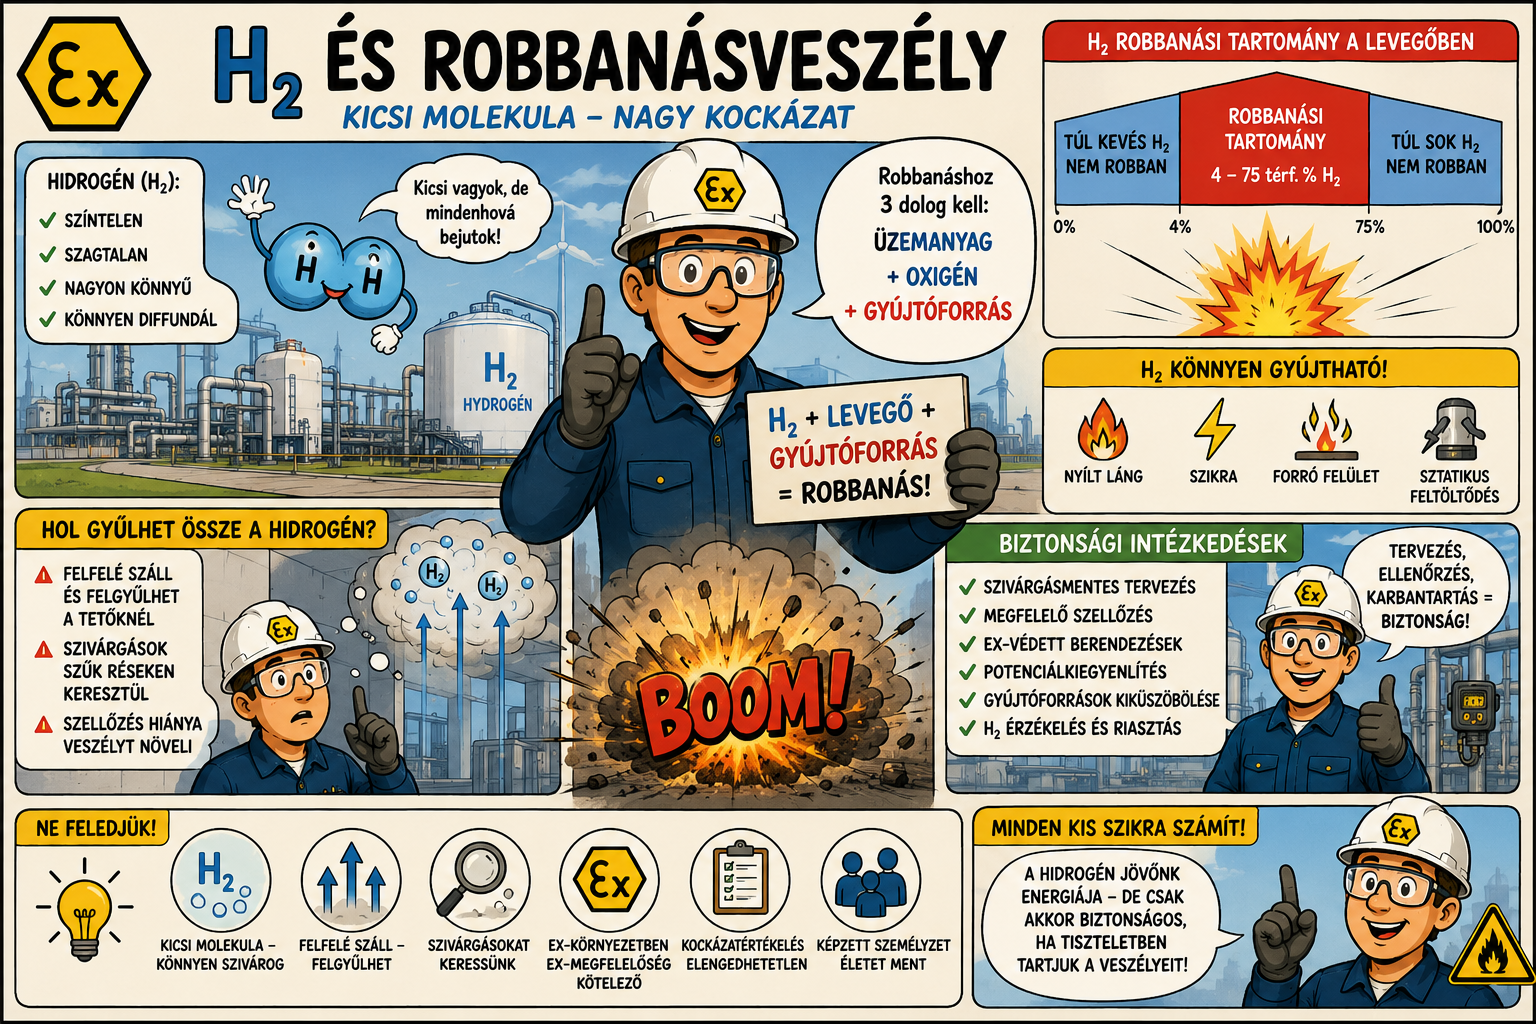 Ex
H₂ ÉS ROBBANÁSVESZÉLY
KICSI MOLEKULA – NAGY KOCKÁZAT
HIDROGÉN (H₂):
✓ SZÍNTELEN
✓ SZAGTALAN
✓ NAGYON KÖNNYŰ
✓ KÖNNYEN DIFFUNDÁL
H H
Kicsi vagyok, de
mindenhová
bejutok!
H₂
HYDROGÉN
Ex
Robbanáshoz
3 dolog kell:
ÜZEMANYAG
+ OXIGÉN
+ GYÚJTÓFORRÁS
H₂ + LEVEGŐ +
GYÚJTÓFORRÁS
= ROBBANÁS!
H₂ ROBBANÁSI TARTOMÁNY A LEVEGŐBEN
TÚL KEVÉS H₂
NEM ROBBAN
ROBBANÁSI
TARTOMÁNY
4 – 75 térf. % H₂
TÚL SOK H₂
NEM ROBBAN
0% 4% 75% 100%
H₂ KÖNNYEN GYÚJTHATÓ!
NYÍLT LÁNG
SZIKRA
FORRÓ FELÜLET
SZTATIKUS
FELTÖLTŐDÉS
HOL GYŰLHET ÖSSZE A HIDROGÉN?
FELFELÉ SZÁLL
ÉS FELGYŰLHET
A TETŐKNÉL
SZIVÁRGÁSOK
SZŰK RÉSEKEN
KERESZTÜL
SZELLŐZÉS HIÁNYA
VESZÉLYT NÖVELI
H₂ H₂
Ex
BOOM!
BIZTONSÁGI INTÉZKEDÉSEK
✓ SZIVÁRGÁSMENTES TERVEZÉS
✓ MEGFELELŐ SZELLŐZÉS
✓ EX-VÉDETT BERENDEZÉSEK
✓ POTENCIÁLKIEGYENLÍTÉS
✓ GYÚJTÓFORRÁSOK KIKÜSZÖBÖLÉSE
✓ H₂ ÉRZÉKELÉS ÉS RIASZTÁS
Ex
TERVEZÉS,
ELLENŐRZÉS,
KARBANTARTÁS =
BIZTONSÁG!
NE FELEDJÜK!
H₂
KICSI MOLEKULA –
KÖNNYEN SZIVÁROG
FELFELÉ SZÁLL –
FELGYŰLHET
SZIVÁRGÁSOKAT
KERESSÜNK
Ex
EX-KÖRNYEZETBEN
EX-MEGFELELŐSÉG
KÖTELEZŐ
KOCKÁZATÉRTÉKELÉS
ELENGEDHETETLEN
KÉPZETT SZEMÉLYZET
ÉLETET MENT
MINDEN KIS SZIKRA SZÁMÍT!
A HIDROGÉN JÖVŐNK
ENERGIÁJA – DE CSAK
AKKOR BIZTONSÁGOS,
HA TISZTELETBEN
TARTJUK A VESZÉLYEIT!
Ex